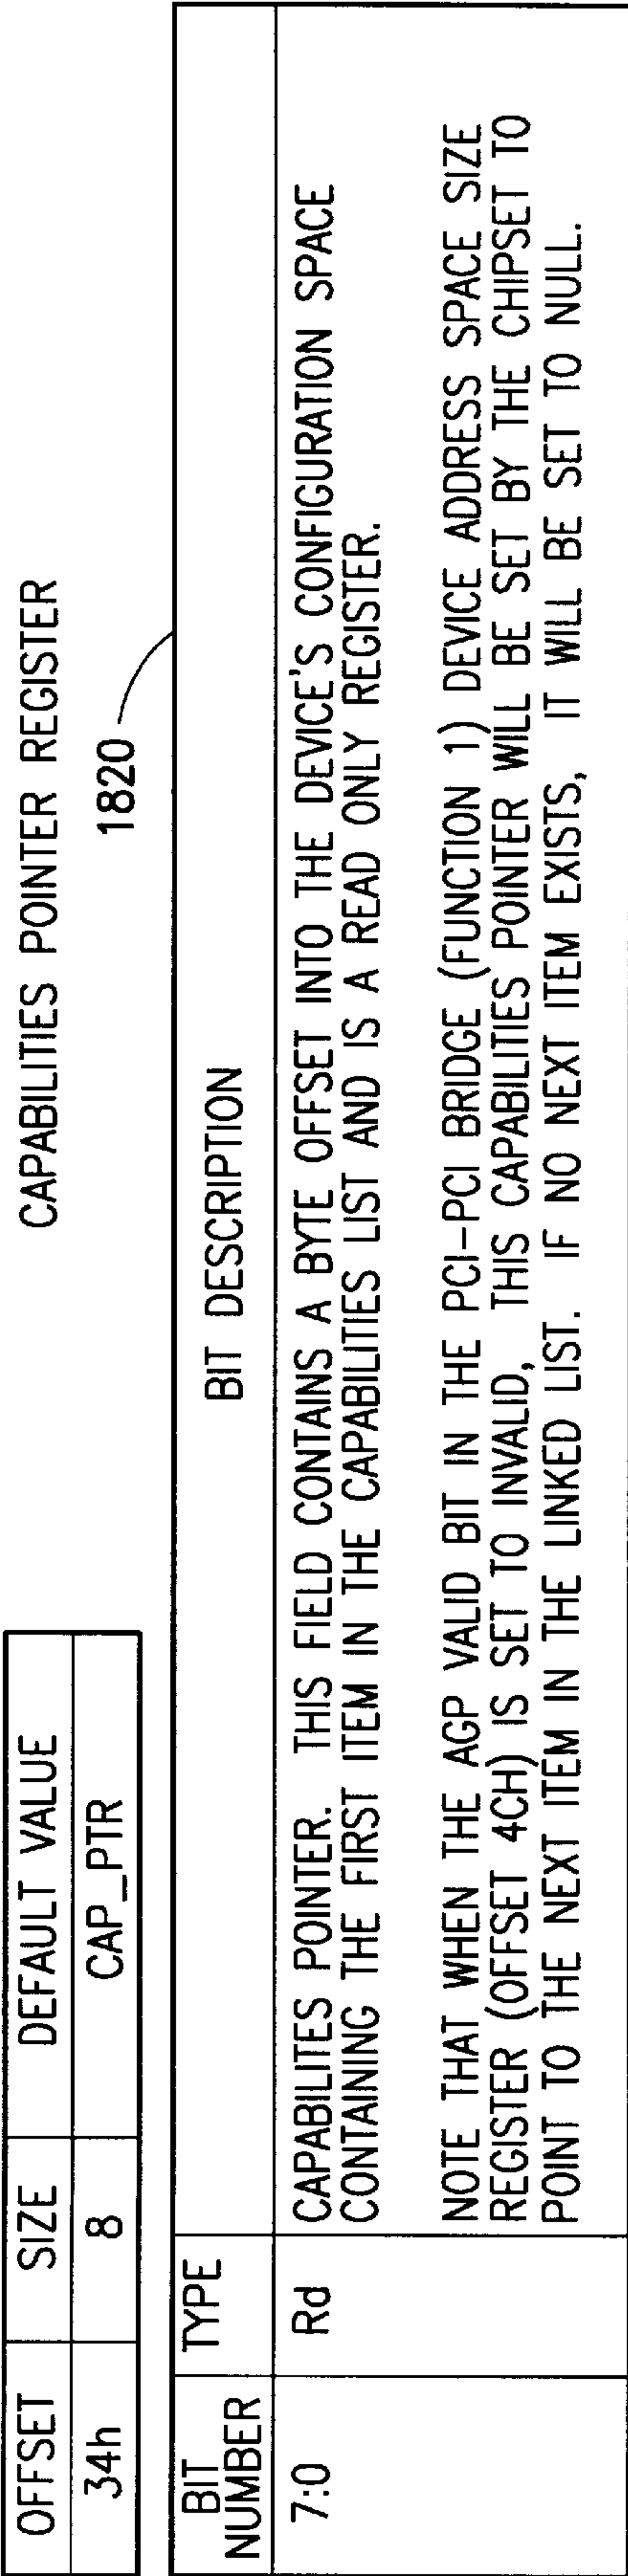 CAPABILITIES POINTER REGISTER
OFFSET SIZE DEFAULT VALUE
34h 8 CAP_PTR
1820
BIT NUMBER TYPE BIT DESCRIPTION
7:0 Rd CAPABILITES POINTER. THIS FIELD CONTAINS A BYTE OFFSET INTO THE DEVICE'S CONFIGURATION SPACE
CONTAINING THE FIRST ITEM IN THE CAPABILITIES LIST AND IS A READ ONLY REGISTER.
NOTE THAT WHEN THE AGP VALID BIT IN THE PCI-PCI BRIDGE (FUNCTION 1) DEVICE ADDRESS SPACE SIZE
REGISTER (OFFSET 4CH) IS SET TO INVALID, THIS CAPABILITIES POINTER WILL BE SET BY THE CHIPSET TO
POINT TO THE NEXT ITEM IN THE LINKED LIST. IF NO NEXT ITEM EXISTS, IT WILL BE SET TO NULL.